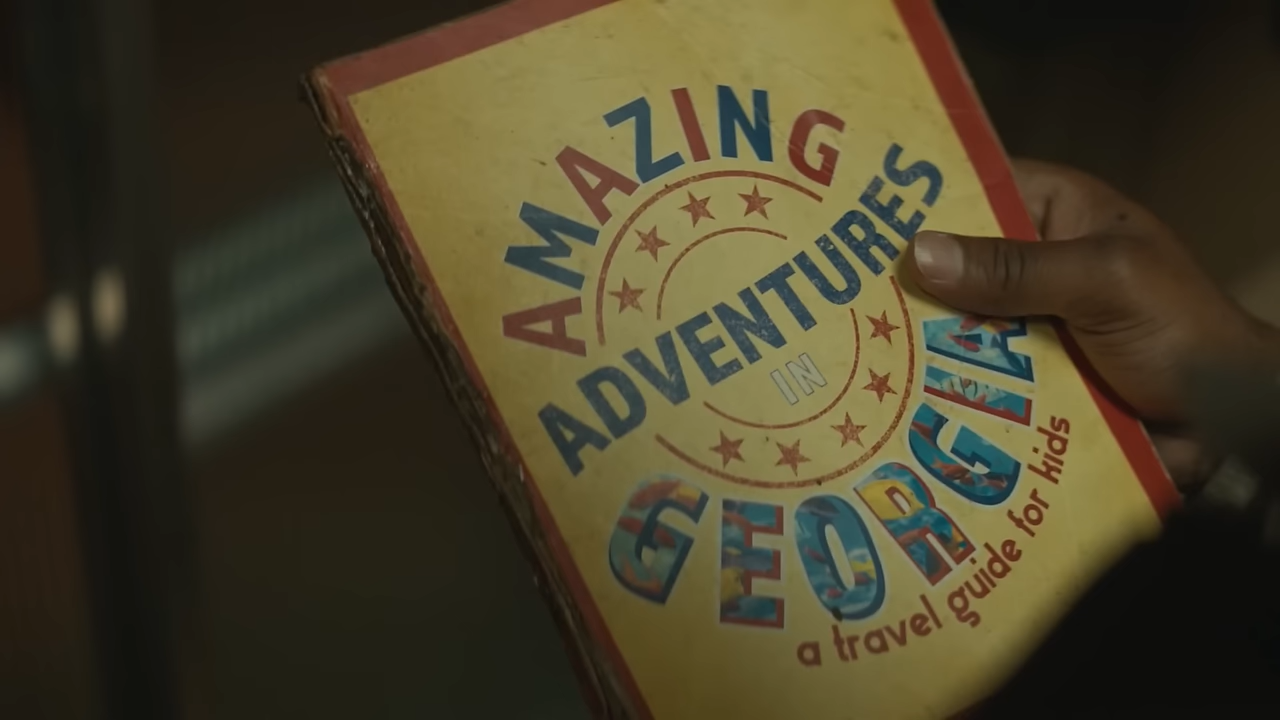 AMAZING
ADVENTURES
IN
GEORGIA
a travel guide for kids